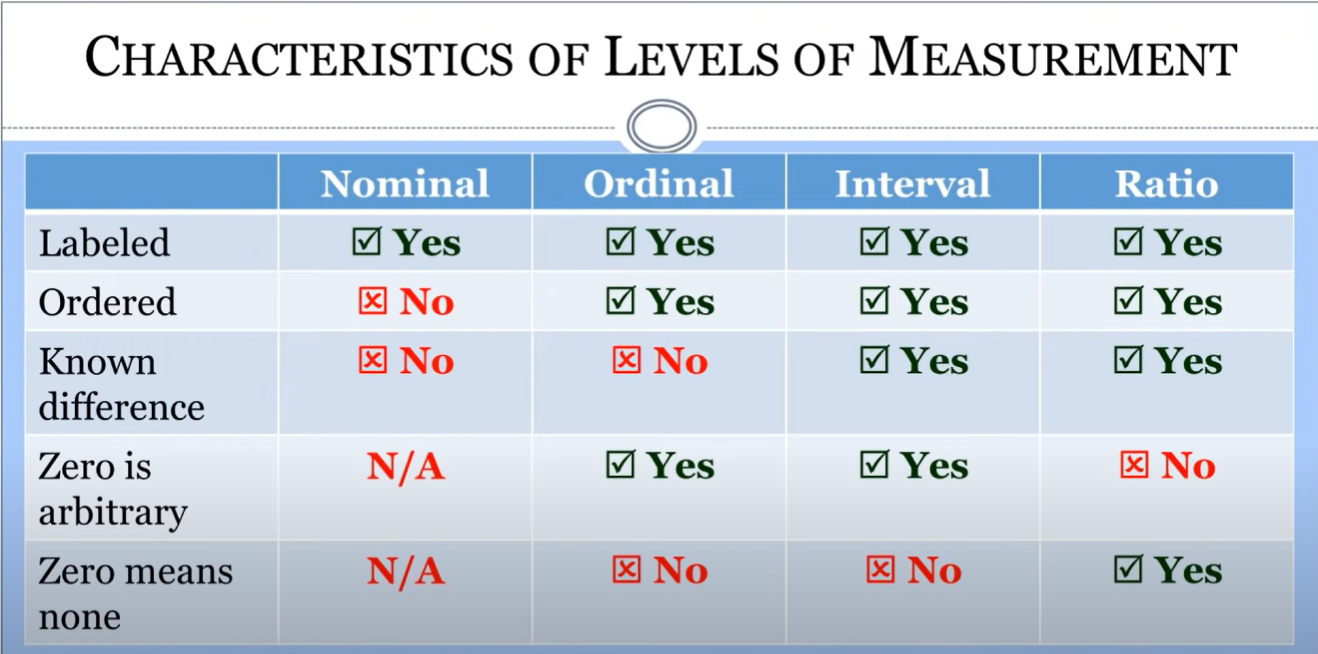 CHARACTERISTICS OF LEVELS OF MEASUREMENT
Nominal Ordinal Interval Ratio
Labeled ☑ Yes ☑ Yes ☑ Yes ☑ Yes
Ordered ☒ No ☑ Yes ☑ Yes ☑ Yes
Known ☒ No ☒ No ☑ Yes ☑ Yes
difference
Zero is N/A ☑ Yes ☑ Yes ☒ No
arbitrary
Zero means N/A ☒ No ☒ No ☑ Yes
none